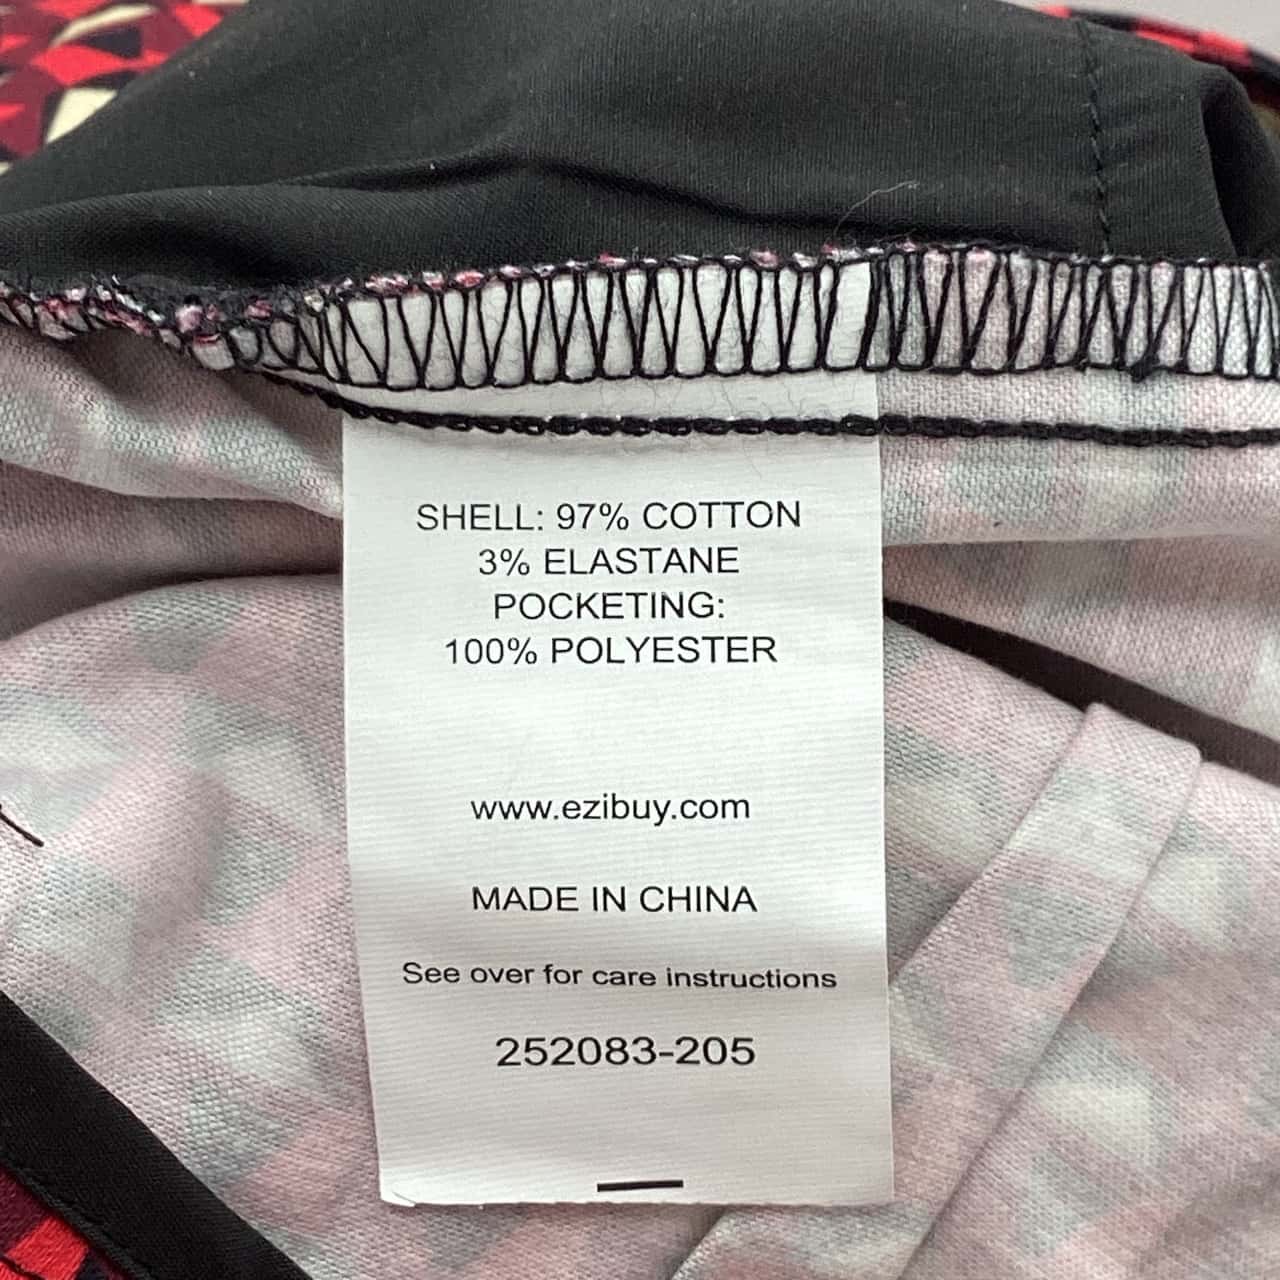 SHELL: 97% COTTON
3% ELASTANE
POCKETING:
100% POLYESTER
www.ezibuy.com
MADE IN CHINA
See over for care instructions
252083-205